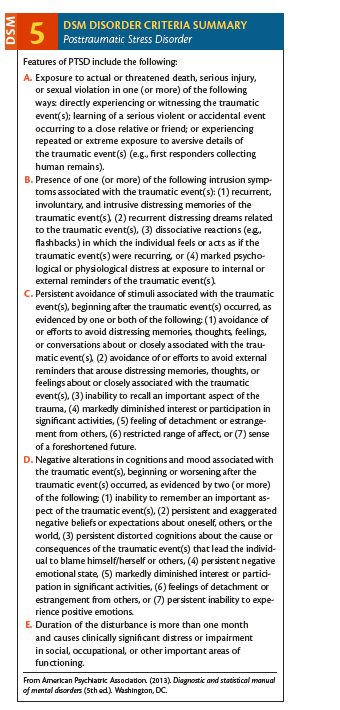 DSM
5
DSM DISORDER CRITERIA SUMMARY
Posttraumatic Stress Disorder
Features of PTSD include the following:
A. Exposure to actual or threatened death, serious injury,
or sexual violation in one (or more) of the following
ways: directly experiencing or witnessing the traumatic
event(s); learning of a serious violent or accidental event
occurring to a close relative or friend; or experiencing
repeated or extreme exposure to aversive details of
the traumatic event(s) (e.g., first responders collecting
human remains).
B. Presence of one (or more) of the following intrusion symp-
toms associated with the traumatic event(s): (1) recurrent,
involuntary, and intrusive distressing memories of the
traumatic event(s), (2) recurrent distressing dreams related
to the traumatic event(s), (3) dissociative reactions (e.g.,
flashbacks) in which the individual feels or acts as if the
traumatic event(s) were recurring, or (4) marked psycho-
logical or physiological distress at exposure to internal or
external reminders of the traumatic event(s).
C. Persistent avoidance of stimuli associated with the traumatic
event(s), beginning after the traumatic event(s) occurred, as
evidenced by one or both of the following: (1) avoidance of
or efforts to avoid distressing memories, thoughts, feelings,
or conversations about or closely associated with the trau-
matic event(s), (2) avoidance of or efforts to avoid external
reminders that arouse distressing memories, thoughts, or
feelings about or closely associated with the traumatic
event(s), (3) inability to recall an important aspect of the
trauma, (4) markedly diminished interest or participation in
significant activities, (5) feeling of detachment or estrange-
ment from others, (6) restricted range of affect, or (7) sense
of a foreshortened future.
D. Negative alterations in cognitions and mood associated with
the traumatic event(s), beginning or worsening after the
traumatic event(s) occurred, as evidenced by two (or more)
of the following: (1) inability to remember an important as-
pect of the traumatic event(s), (2) persistent and exaggerated
negative beliefs or expectations about oneself, others, or the
world, (3) persistent distorted cognitions about the cause or
consequences of the traumatic event(s) that lead the individ-
ual to blame himself/herself or others, (4) persistent negative
emotional state, (5) markedly diminished interest or partici-
pation in significant activities, (6) feelings of detachment or
estrangement from others, or (7) persistent inability to expe-
rience positive emotions.
E. Duration of the disturbance is more than one month
and causes clinically significant distress or impairment
in social, occupational, or other important areas of
functioning.
From American Psychiatric Association. (2013). Diagnostic and statistical manual
of mental disorders (5th ed.). Washington, DC.